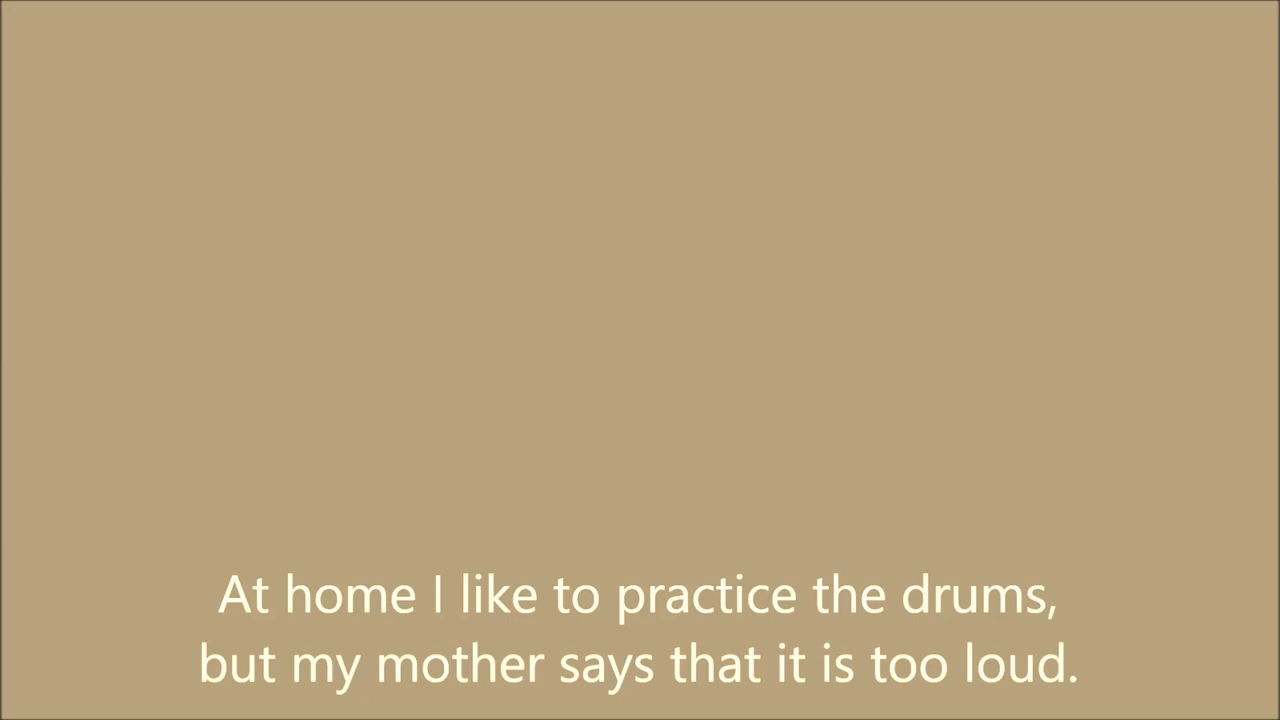 At home I like to practice the drums,
but my mother says that it is too loud.